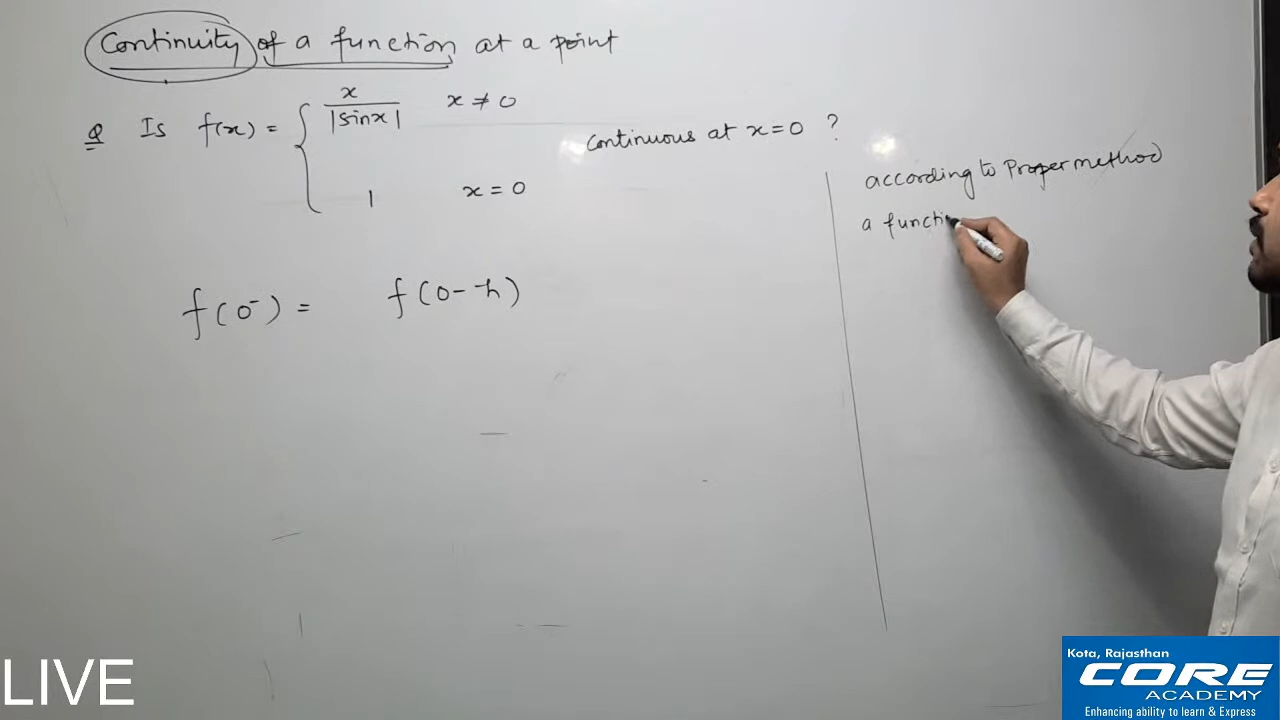 Continuity of a function at a point
Q Is f(x) = { x / |sinx| x ≠ 0
1 x = 0
Continuous at x = 0 ?
f(0⁻) = f(0 - h)
according to Proper method
a functi
LIVE
Kota, Rajasthan
CORE
ACADEMY
Enhancing ability to learn & Express